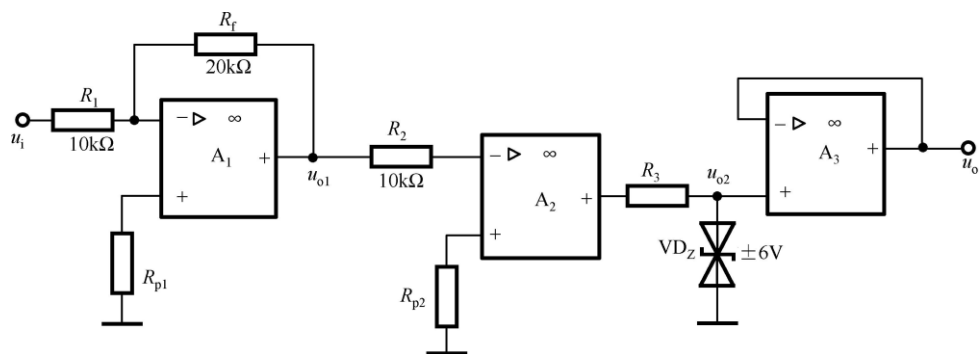 R_f
20kΩ
R_1
10kΩ
u_i
− ▷ ∞
A_1
+
+
R_p1
u_o1
R_2
10kΩ
− ▷ ∞
A_2
+
+
R_p2
R_3
u_o2
VD_Z
±6V
− ▷ ∞
A_3
+
+
u_o